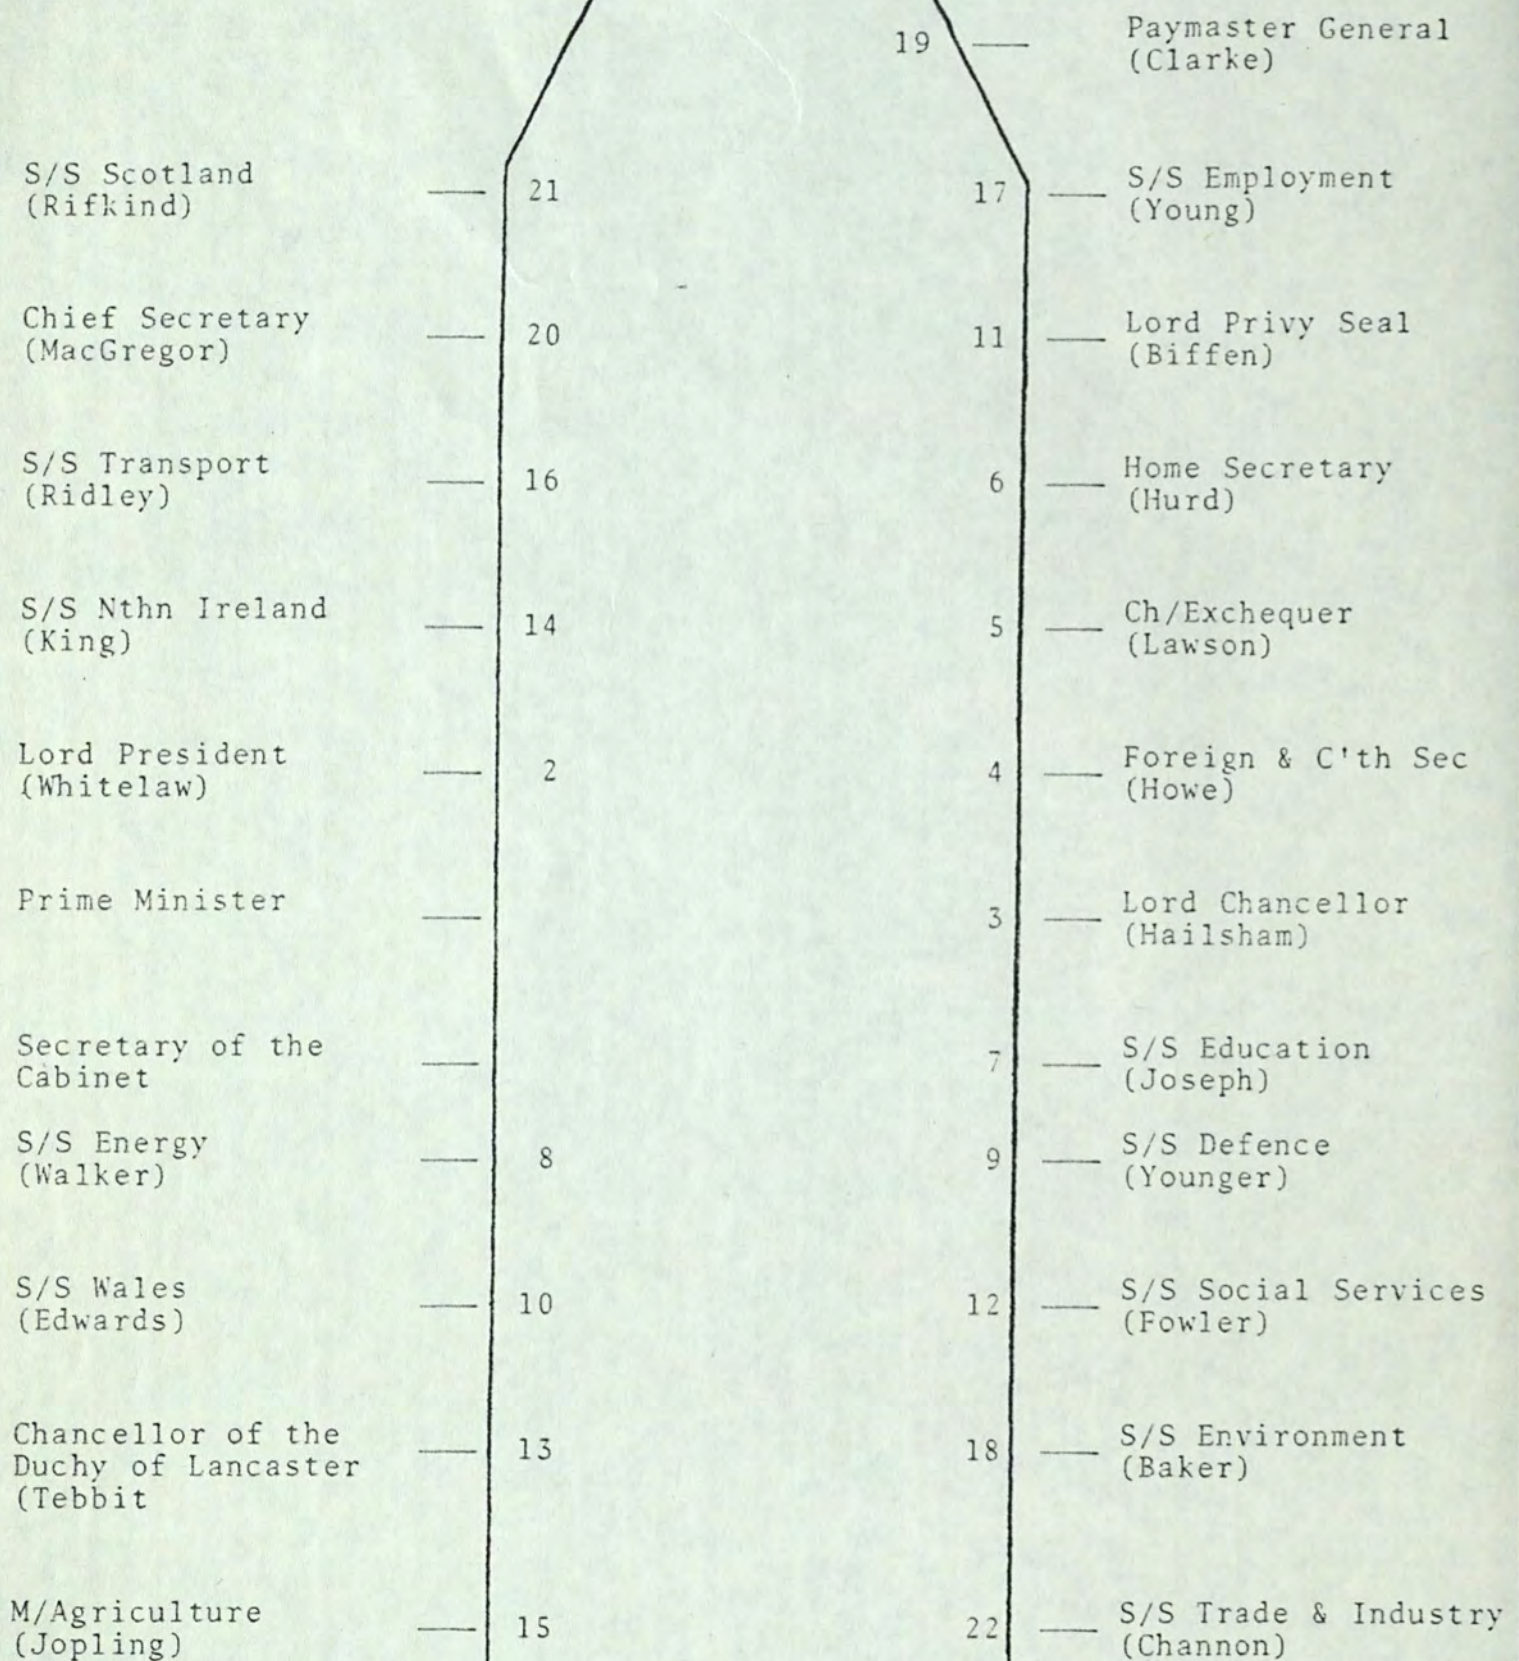 19 — Paymaster General
(Clarke)
S/S Scotland — 21
(Rifkind)
17 — S/S Employment
(Young)
Chief Secretary — 20
(MacGregor)
11 — Lord Privy Seal
(Biffen)
S/S Transport — 16
(Ridley)
6 — Home Secretary
(Hurd)
S/S Nthn Ireland — 14
(King)
5 — Ch/Exchequer
(Lawson)
Lord President — 2
(Whitelaw)
4 — Foreign & C'th Sec
(Howe)
Prime Minister —
3 — Lord Chancellor
(Hailsham)
Secretary of the —
Cabinet
7 — S/S Education
(Joseph)
S/S Energy — 8
(Walker)
9 — S/S Defence
(Younger)
S/S Wales — 10
(Edwards)
12 — S/S Social Services
(Fowler)
Chancellor of the — 13
Duchy of Lancaster
(Tebbit
18 — S/S Environment
(Baker)
M/Agriculture — 15
(Jopling)
22 — S/S Trade & Industry
(Channon)